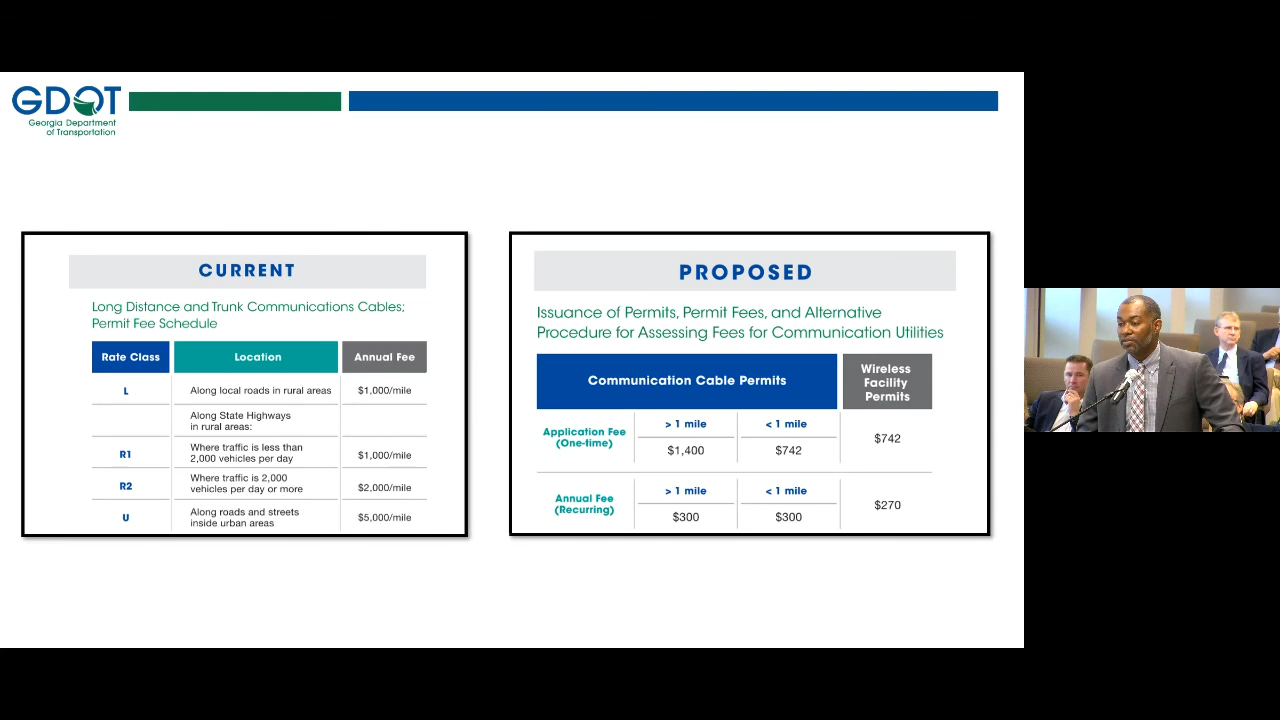 GDOT
Georgia Department
of Transportation
CURRENT
Long Distance and Trunk Communications Cables;
Permit Fee Schedule
Rate Class Location Annual Fee
L Along local roads in rural areas $1,000/mile
Along State Highways
in rural areas:
R1 Where traffic is less than
2,000 vehicles per day $1,000/mile
R2 Where traffic is 2,000
vehicles per day or more $2,000/mile
U Along roads and streets
inside urban areas $5,000/mile
PROPOSED
Issuance of Permits, Permit Fees, and Alternative
Procedure for Assessing Fees for Communication Utilities
Communication Cable Permits
Wireless
Facility
Permits
Application Fee
(One-time)
> 1 mile < 1 mile
$1,400 $742
$742
Annual Fee
(Recurring)
> 1 mile < 1 mile
$300 $300
$270